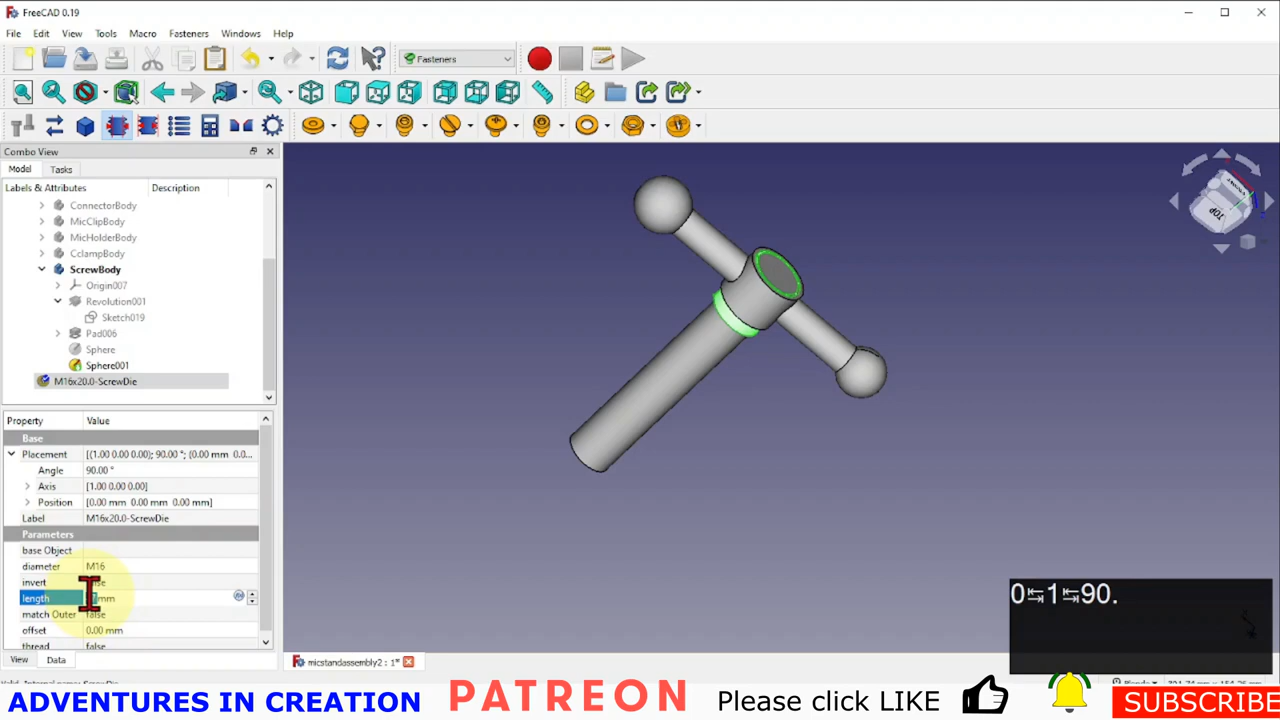 FreeCAD 0.19
File Edit View Tools Macro Fasteners Windows Help
Fasteners
Combo View
Model Tasks
Labels & Attributes Description
ConnectorBody
MicClipBody
MicHolderBody
CclampBody
ScrewBody
Origin007
Revolution001
Sketch019
Pad006
Sphere
Sphere001
M16x20.0-ScrewDie
Property Value
Base
Placement [(1.00 0.00 0.00); 90.00 °; (0.00 mm 0.0...
Angle 90.00 °
Axis [1.00 0.00 0.00]
Position [0.00 mm 0.00 mm 0.00 mm]
Label M16x20.0-ScrewDie
Parameters
base Object
diameter M16
invert
length mm
match Outer false
offset 0.00 mm
thread false
View Data
micstandassembly2 : 1*
TOP
0↹1↹90.
ADVENTURES IN CREATION PATREON Please click LIKE SUBSCRIBE